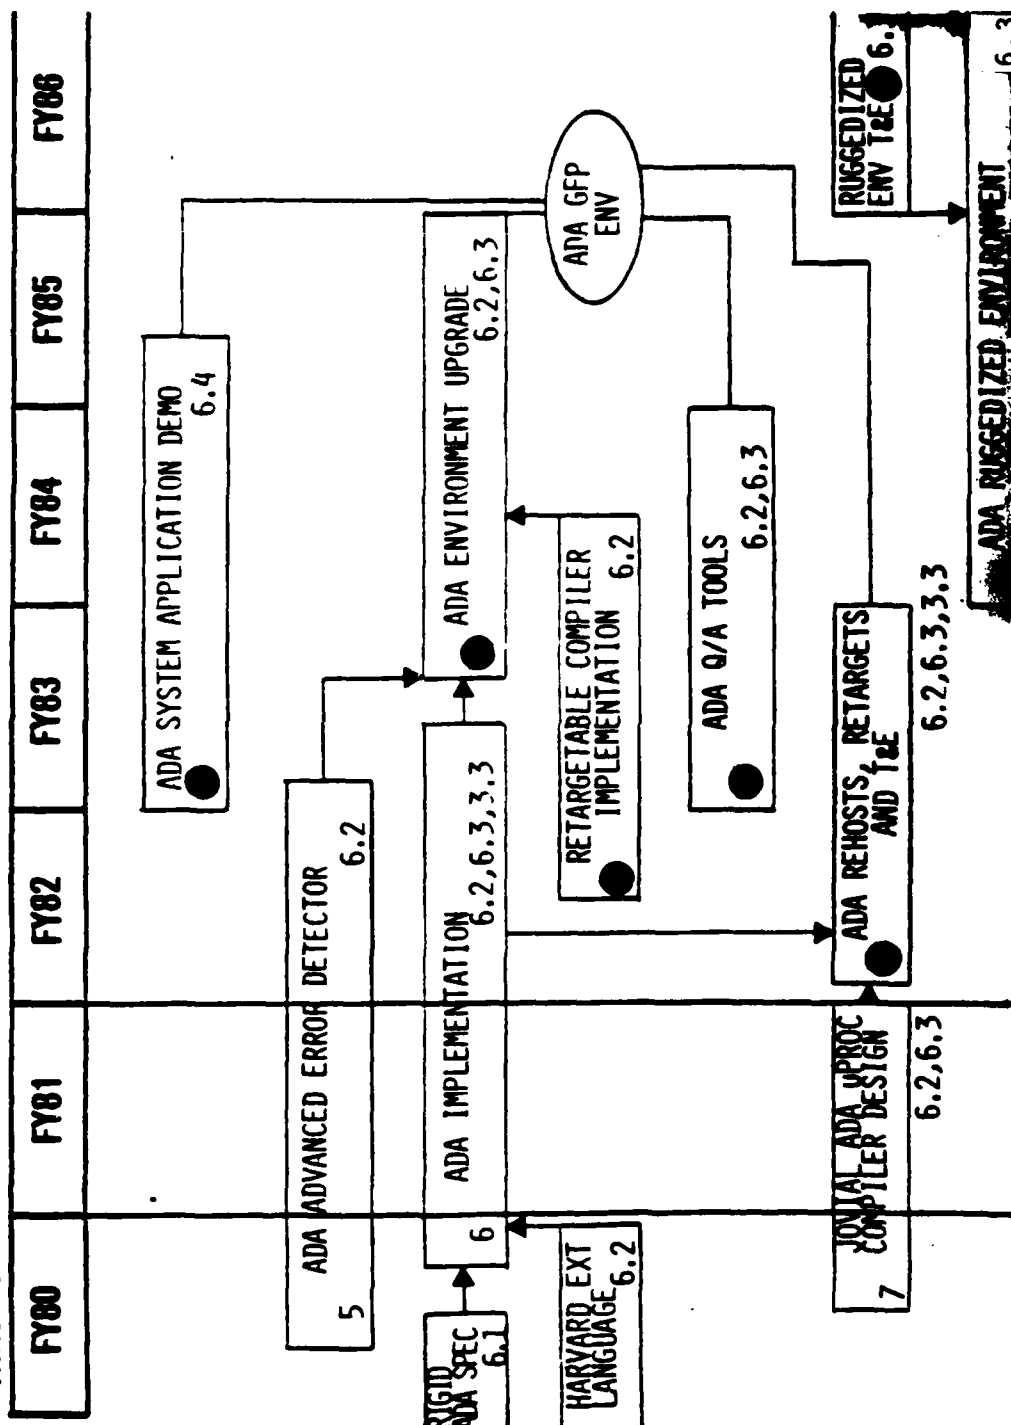 FY80
FY81
FY82
FY83
FY84
FY85
FY86
ADA SYSTEM APPLICATION DEMO
6.4
ADA ADVANCED ERROR DETECTOR
5
6.2
RIGID
ADA SPEC
6.1
ADA IMPLEMENTATION
6
6.2,6.3,3.3
ADA ENVIRONMENT UPGRADE
6.2,6.3
HARVARD EXT
LANGUAGE
6.2
RETARGETABLE COMPILER
IMPLEMENTATION
6.2
ADA GFP
ENV
ADA Q/A TOOLS
6.2,6.3
JOVIAL ADA uPROC
COMPILER DESIGN
7
6.2,6.3
ADA REHOSTS, RETARGETS
AND T&E
6.2,6.3,3.3
RUGGEDIZED
ENV T&E
ADA RUGGEDIZED ENVIRONMENT
6.3